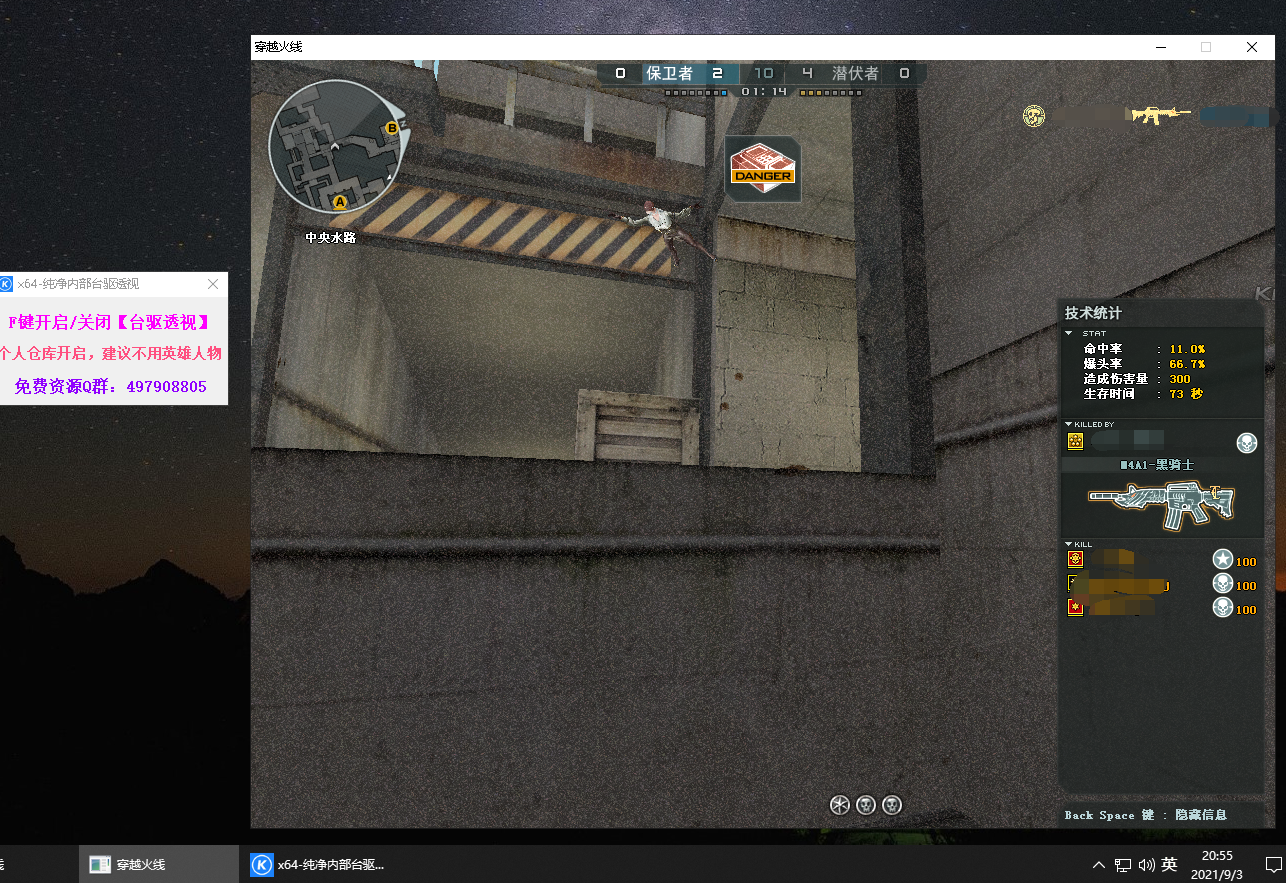 穿越火线
0 保卫者 2 10 4 潜伏者 0
01:14
B
A
中央水路
DANGER
x64-纯净内部台驱透视
F键开启/关闭【台驱透视】
个人仓库开启，建议不用英雄人物
免费资源Q群：497908805
技术统计
STAT
命中率 : 11.0%
爆头率 : 66.7%
造成伤害量 : 300
生存时间 : 73 秒
KILLED BY
M4A1-黑骑士
KILL
100
100
100
Back Space 键 : 隐藏信息
穿越火线
x64-纯净内部台驱...
英
20:55
2021/9/3